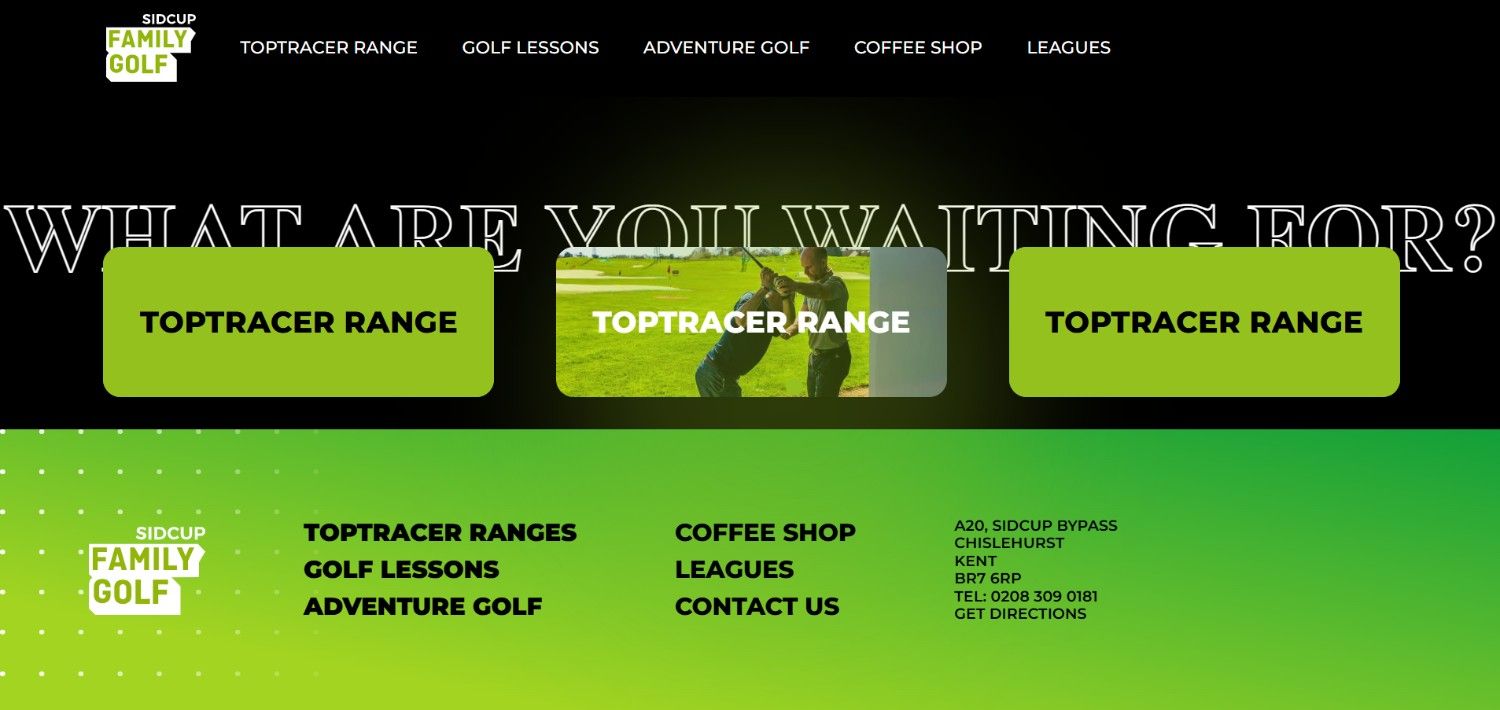 SIDCUP
FAMILY
GOLF
TOPTRACER RANGE GOLF LESSONS ADVENTURE GOLF COFFEE SHOP LEAGUES
WHAT ARE YOU WAITING FOR?
TOPTRACER RANGE
TOPTRACER RANGE
TOPTRACER RANGE
SIDCUP
FAMILY
GOLF
TOPTRACER RANGES
GOLF LESSONS
ADVENTURE GOLF
COFFEE SHOP
LEAGUES
CONTACT US
A20, SIDCUP BYPASS
CHISLEHURST
KENT
BR7 6RP
TEL: 0208 309 0181
GET DIRECTIONS